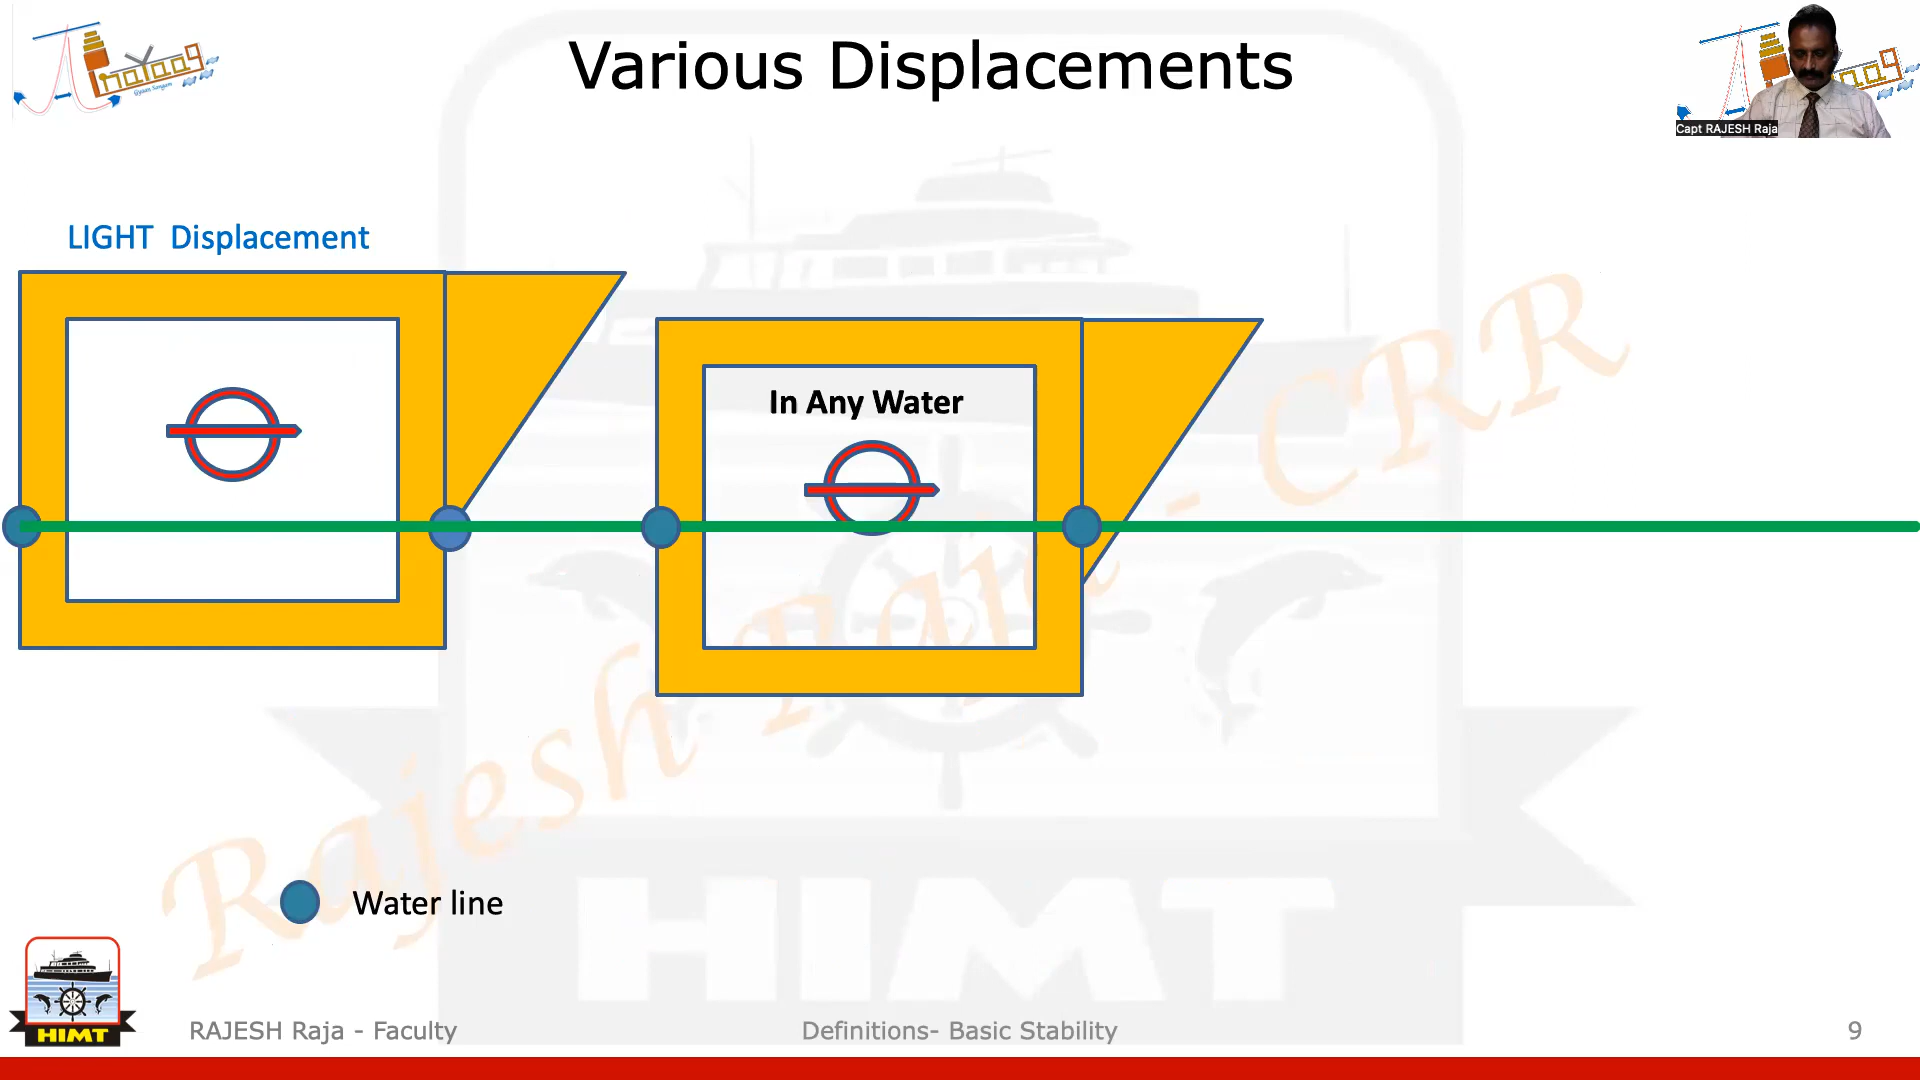 Various Displacements
Capt RAJESH Raja
LIGHT Displacement
In Any Water
Water line
HIMT
HIMT
RAJESH Raja - Faculty
Definitions- Basic Stability
9